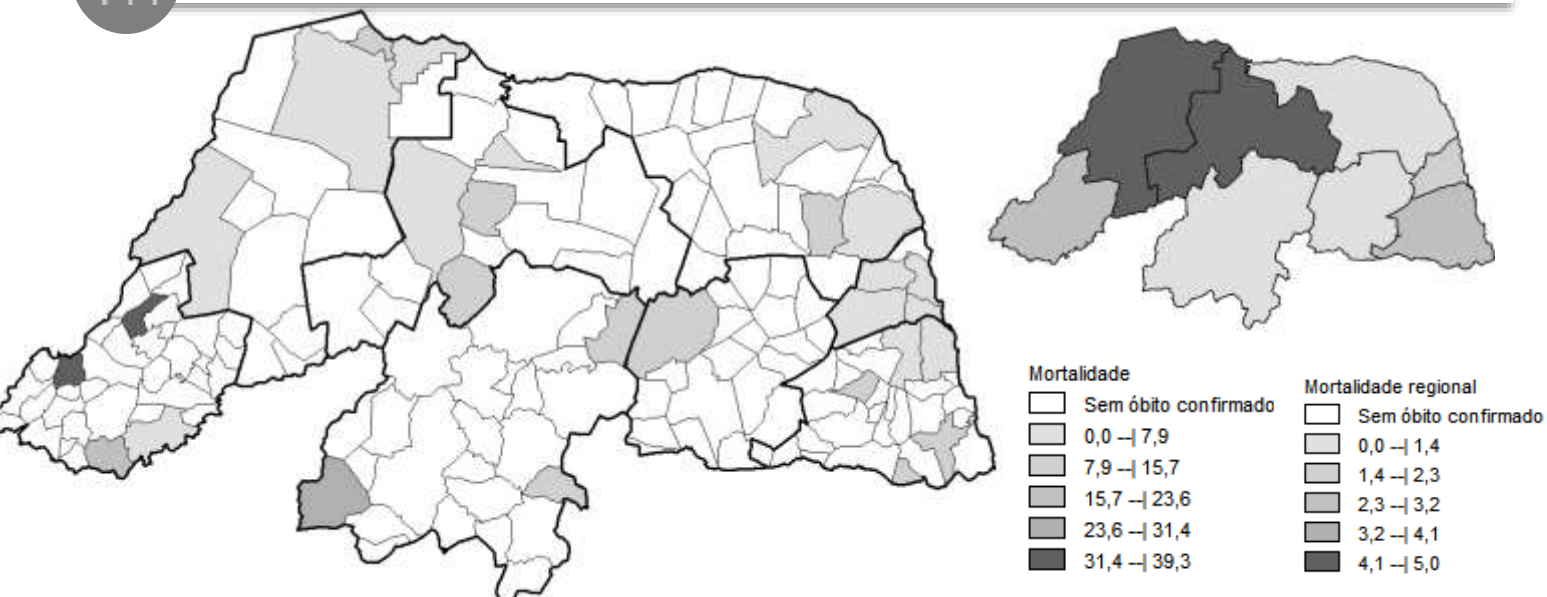 Mortalidade
Sem óbito confirmado
0,0 --| 7,9
7,9 --| 15,7
15,7 --| 23,6
23,6 --| 31,4
31,4 --| 39,3
Mortalidade regional
Sem óbito confirmado
0,0 --| 1,4
1,4 --| 2,3
2,3 --| 3,2
3,2 --| 4,1
4,1 --| 5,0